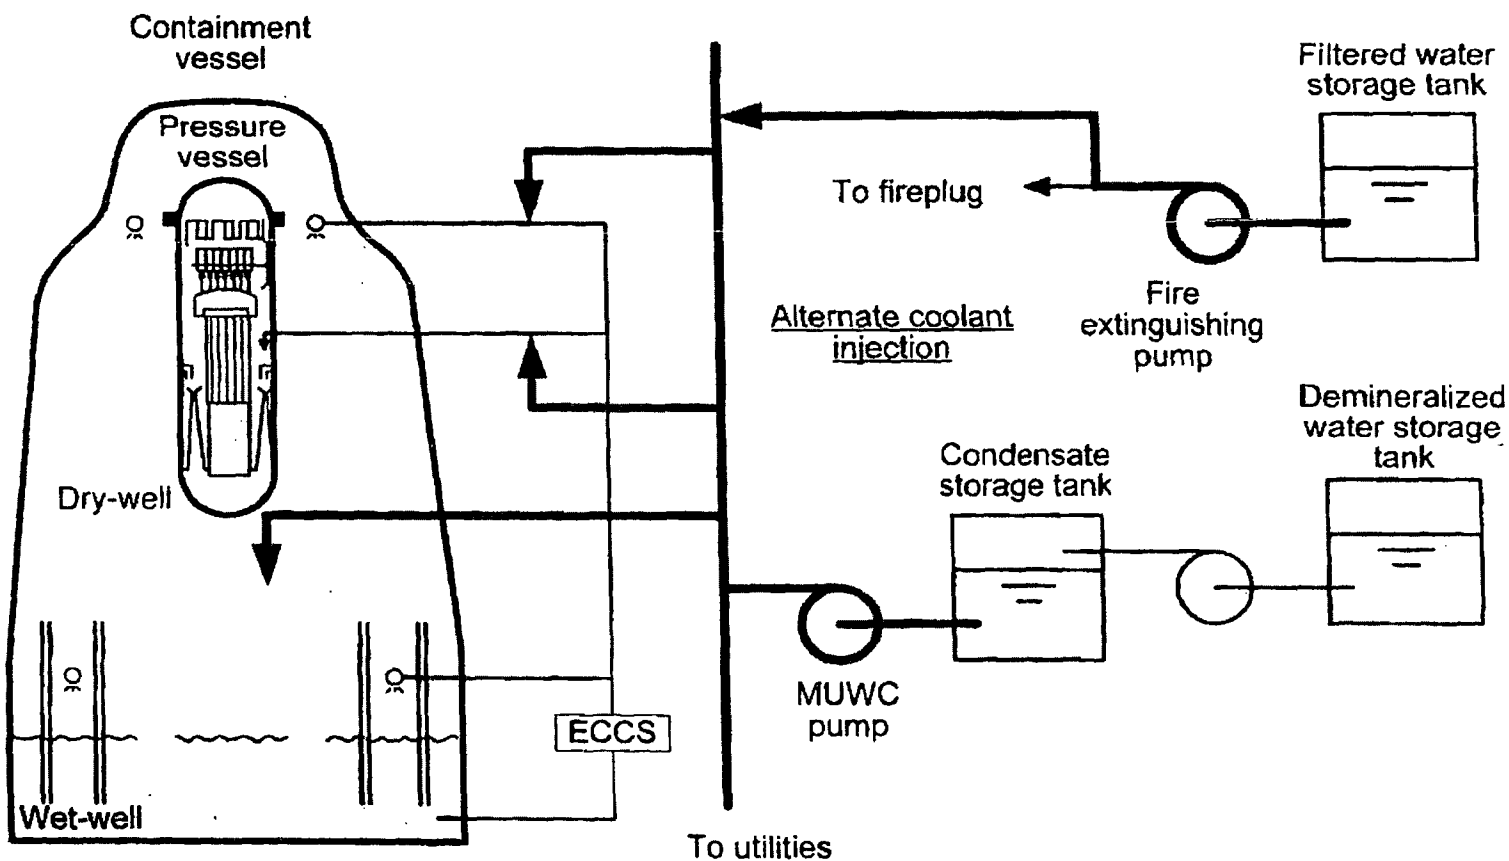 Containment
vessel
Pressure
vessel
Dry-well
Wet-well
ECCS
To utilities
Alternate coolant
injection
To fireplug
Filtered water
storage tank
Fire
extinguishing
pump
Condensate
storage tank
Demineralized
water storage
tank
MUWC
pump